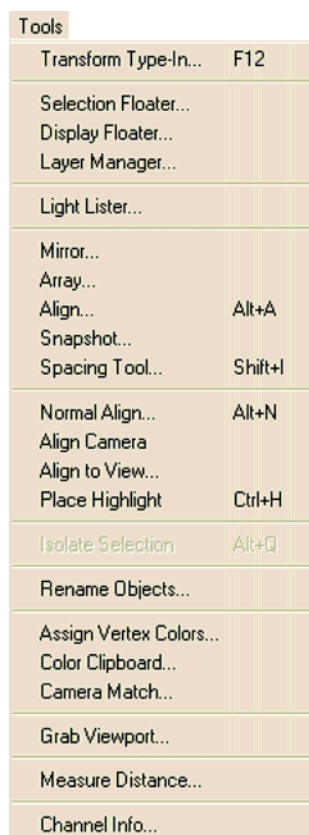 Tools
Transform Type-In... F12
Selection Floater...
Display Floater...
Layer Manager...
Light Lister...
Mirror...
Array...
Align... Alt+A
Snapshot...
Spacing Tool... Shift+I
Normal Align... Alt+N
Align Camera
Align to View...
Place Highlight Ctrl+H
Isolate Selection Alt+Q
Rename Objects...
Assign Vertex Colors...
Color Clipboard...
Camera Match...
Grab Viewport...
Measure Distance...
Channel Info...